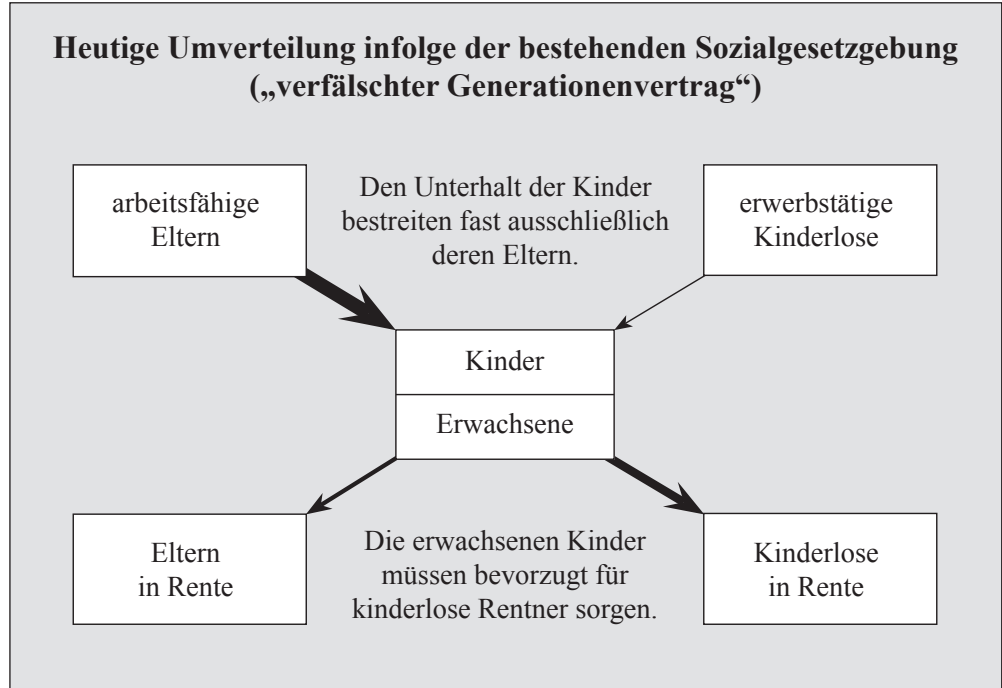 Heutige Umverteilung infolge der bestehenden Sozialgesetzgebung
(„verfälschter Generationenvertrag“)
arbeitsfähige
Eltern
Den Unterhalt der Kinder
bestreiten fast ausschließlich
deren Eltern.
erwerbstätige
Kinderlose
Kinder
Erwachsene
Eltern
in Rente
Die erwachsenen Kinder
müssen bevorzugt für
kinderlose Rentner sorgen.
Kinderlose
in Rente